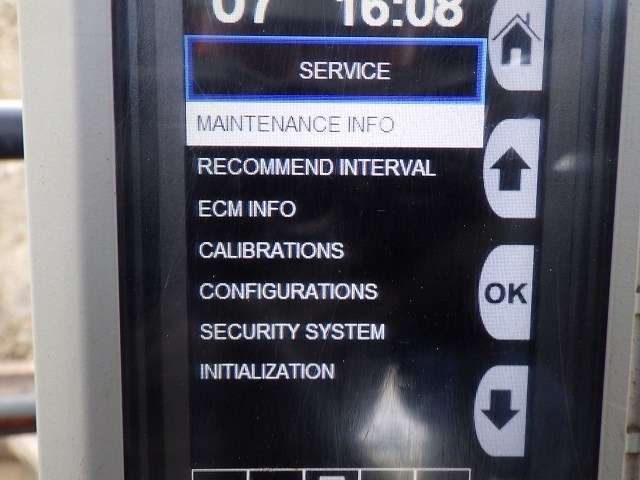 07 16:08
SERVICE
MAINTENANCE INFO
RECOMMEND INTERVAL
ECM INFO
CALIBRATIONS
OK
CONFIGURATIONS
SECURITY SYSTEM
INITIALIZATION